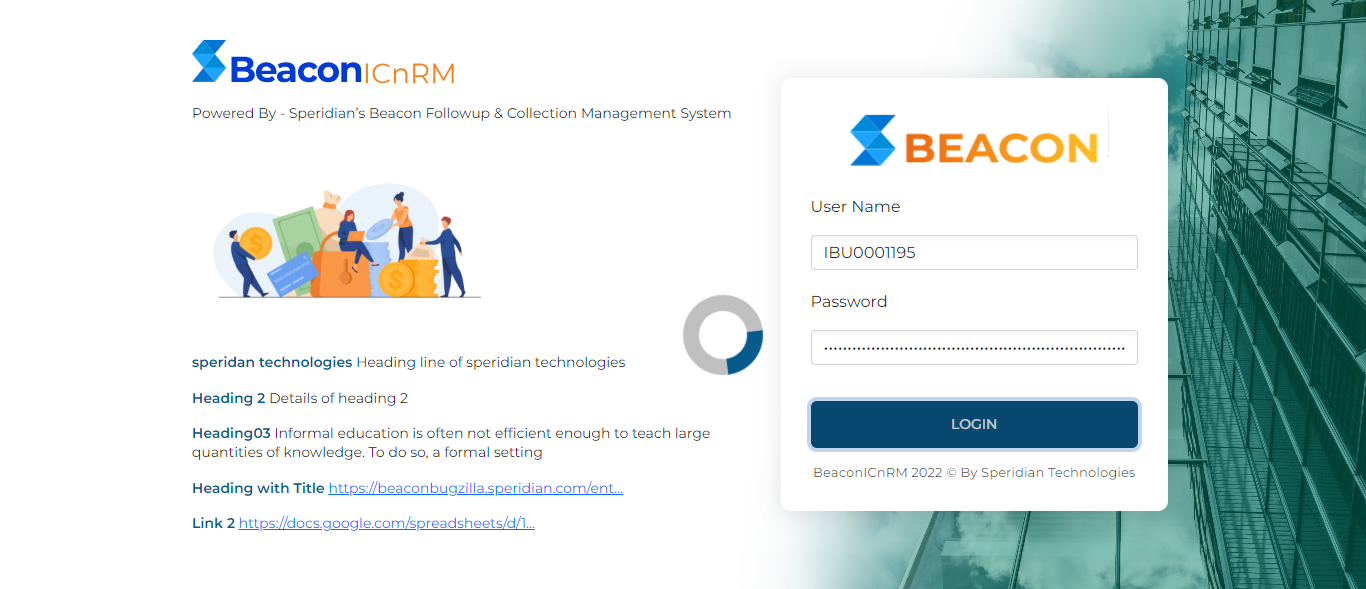 BeaconICnRM
Powered By - Speridian’s Beacon Followup & Collection Management System
speridan technologies Heading line of speridian technologies
Heading 2 Details of heading 2
Heading03 Informal education is often not efficient enough to teach large
quantities of knowledge. To do so, a formal setting
Heading with Title https://beaconbugzilla.speridian.com/ent...
Link 2 https://docs.google.com/spreadsheets/d/1...
BEACON
User Name
IBU0001195
Password
LOGIN
BeaconICnRM 2022 © By Speridian Technologies